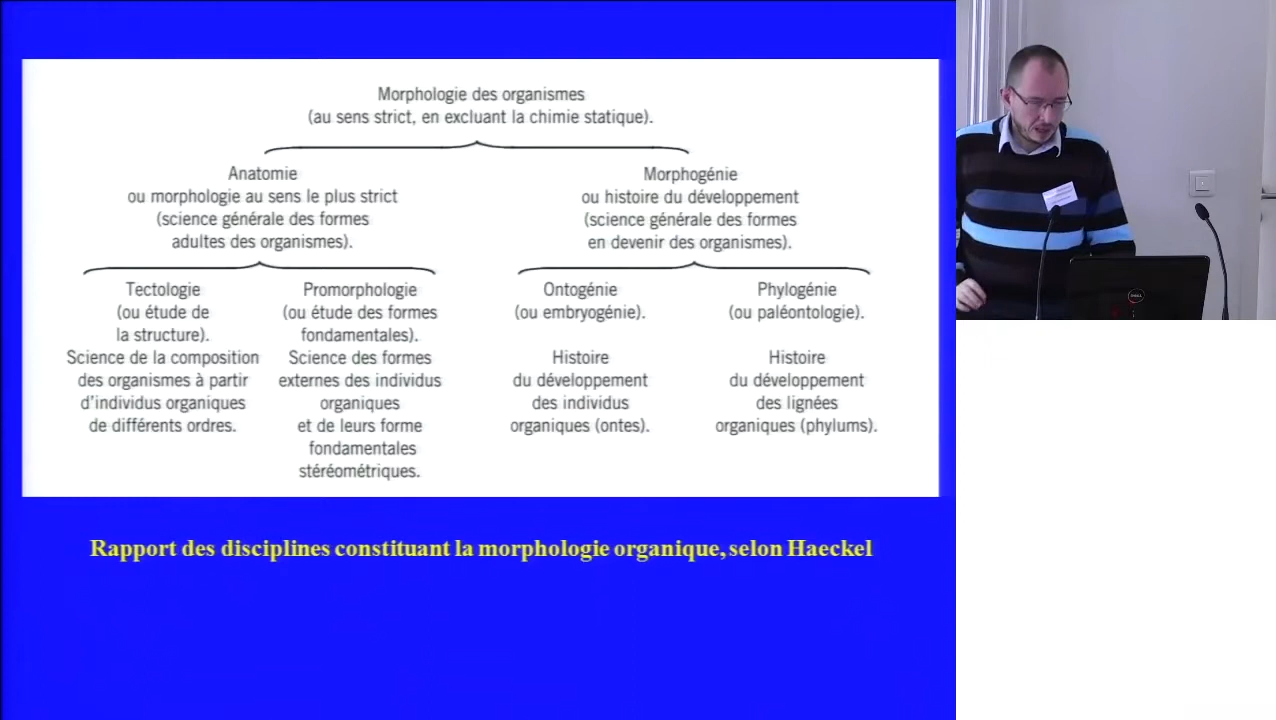 Morphologie des organismes
(au sens strict, en excluant la chimie statique).
Anatomie
ou morphologie au sens le plus strict
(science générale des formes
adultes des organismes).
Morphogénie
ou histoire du développement
(science générale des formes
en devenir des organismes).
Tectologie
(ou étude de
la structure).
Science de la composition
des organismes à partir
d'individus organiques
de différents ordres.
Promorphologie
(ou étude des formes
fondamentales).
Science des formes
externes des individus
organiques
et de leurs forme
fondamentales
stéréométriques.
Ontogénie
(ou embryogénie).
Histoire
du développement
des individus
organiques (ontes).
Phylogénie
(ou paléontologie).
Histoire
du développement
des lignées
organiques (phylums).
Rapport des disciplines constituant la morphologie organique, selon Haeckel
DELL